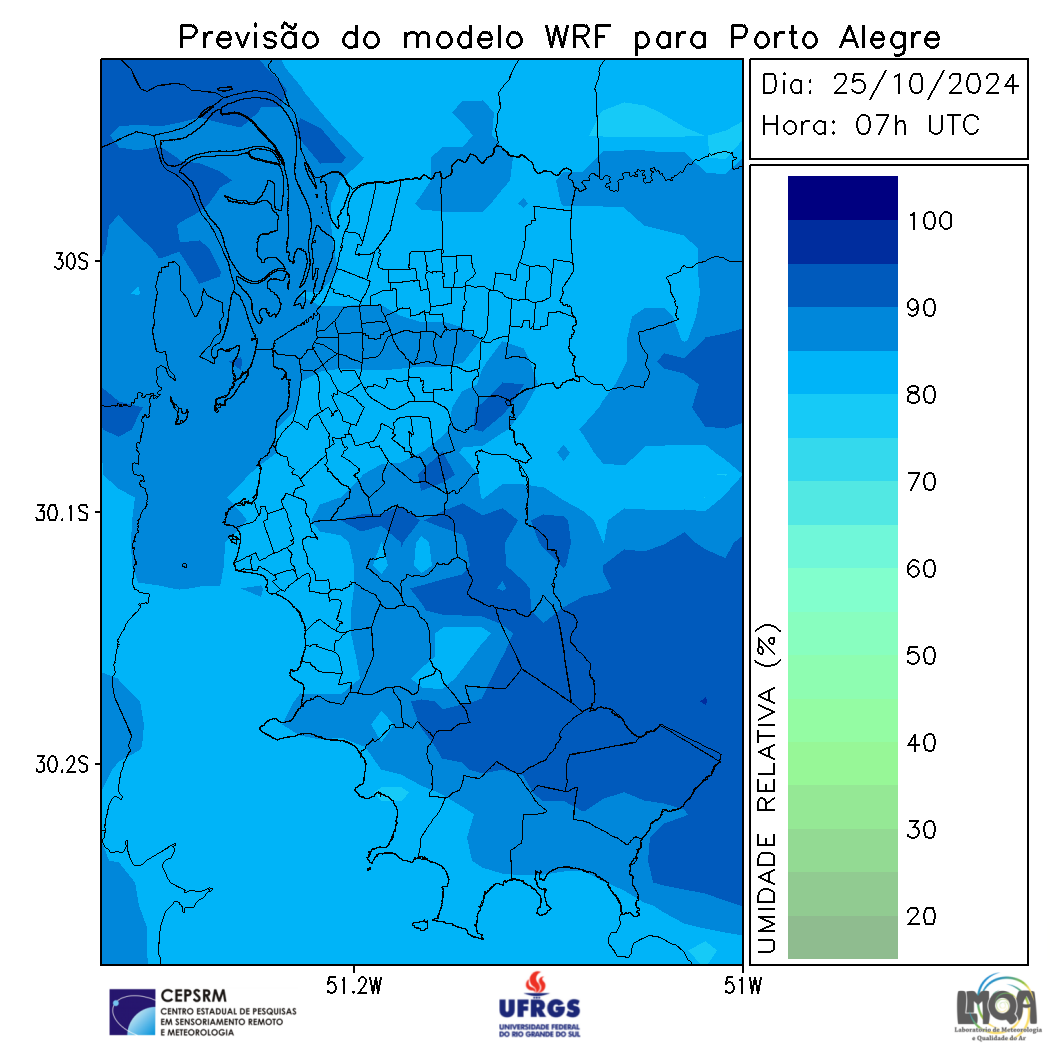 Previsão do modelo WRF para Porto Alegre
Dia: 25/10/2024
Hora: 07h UTC
100
90
80
70
60
50
40
30
20
UMIDADE RELATIVA (%)
30S
30.1S
30.2S
51.2W
51W
CEPSRM
CENTRO ESTADUAL DE PESQUISAS
EM SENSORIAMENTO REMOTO
E METEOROLOGIA
UFRGS
UNIVERSIDADE FEDERAL
DO RIO GRANDE DO SUL
LMQA
Laboratório de Meteorologia
e Qualidade do Ar